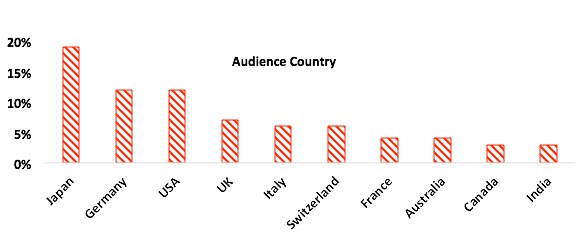 Audience Country
20%
15%
10%
5%
0%
Japan
Germany
USA
UK
Italy
Switzerland
France
Australia
Canada
India